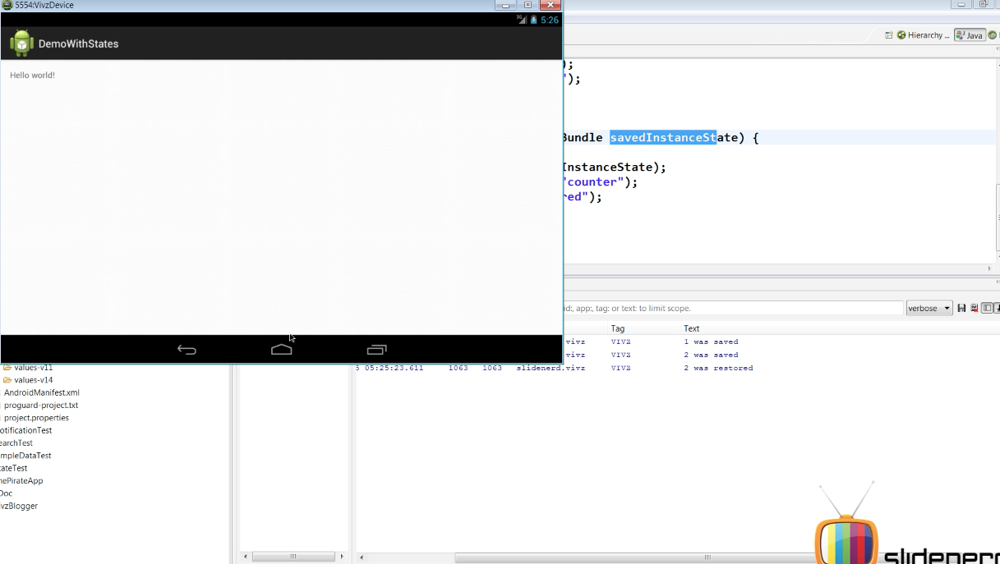 5554:VivzDevice
3G 5:26
DemoWithStates
Hello world!
Hierarchy ...
Java
);
");
Bundle savedInstanceState) {
InstanceState);
"counter");
red");
id:, app:, tag: or text: to limit scope.
verbose
Tag Text
.vivz VIVZ 1 was saved
.vivz VIVZ 2 was saved
5 05:25:23.611 1063 1063 slidenerd.vivz VIVZ 2 was restored
values-v11
values-v14
AndroidManifest.xml
proguard-project.txt
project.properties
otificationTest
earchTest
mpleDataTest
tateTest
nePirateApp
Doc
ivzBlogger
slidenerd